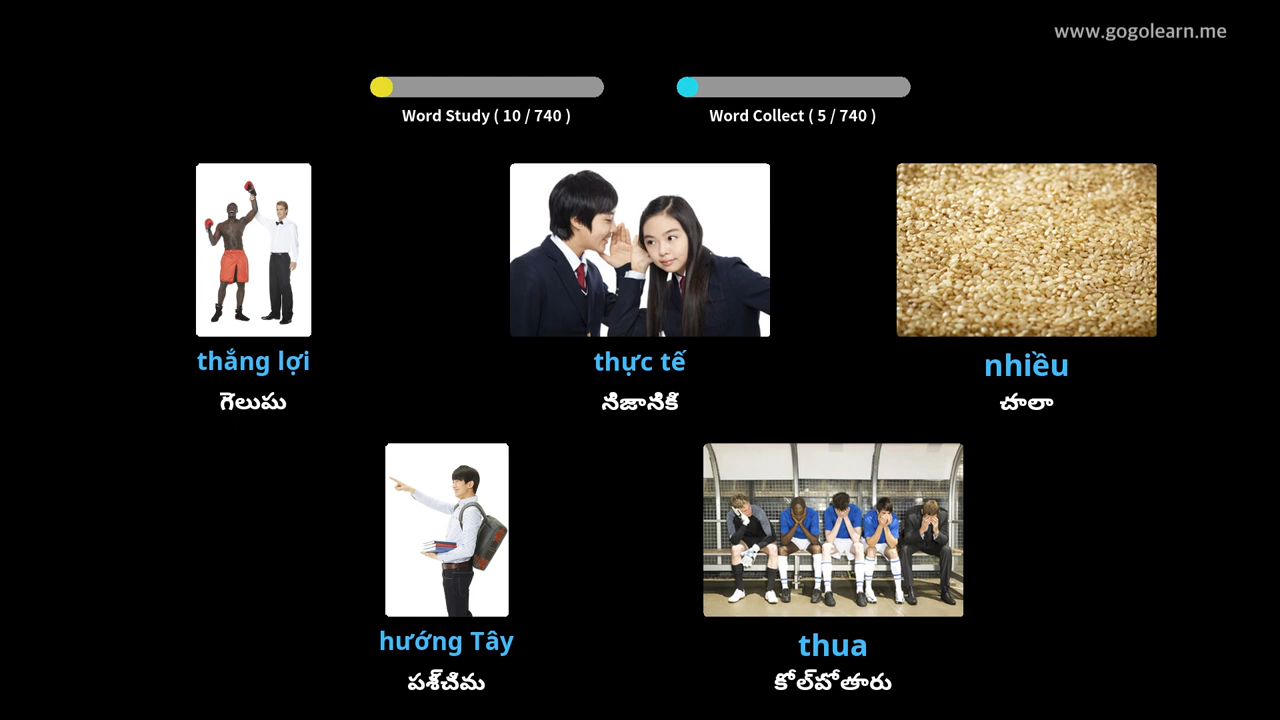 www.gogolearn.me
Word Study ( 10 / 740 )
Word Collect ( 5 / 740 )
thắng lợi
గెలుపు
thực tế
నిజానికి
nhiều
చాలా
hướng Tây
పశ్చిమ
thua
కోల్పోతారు